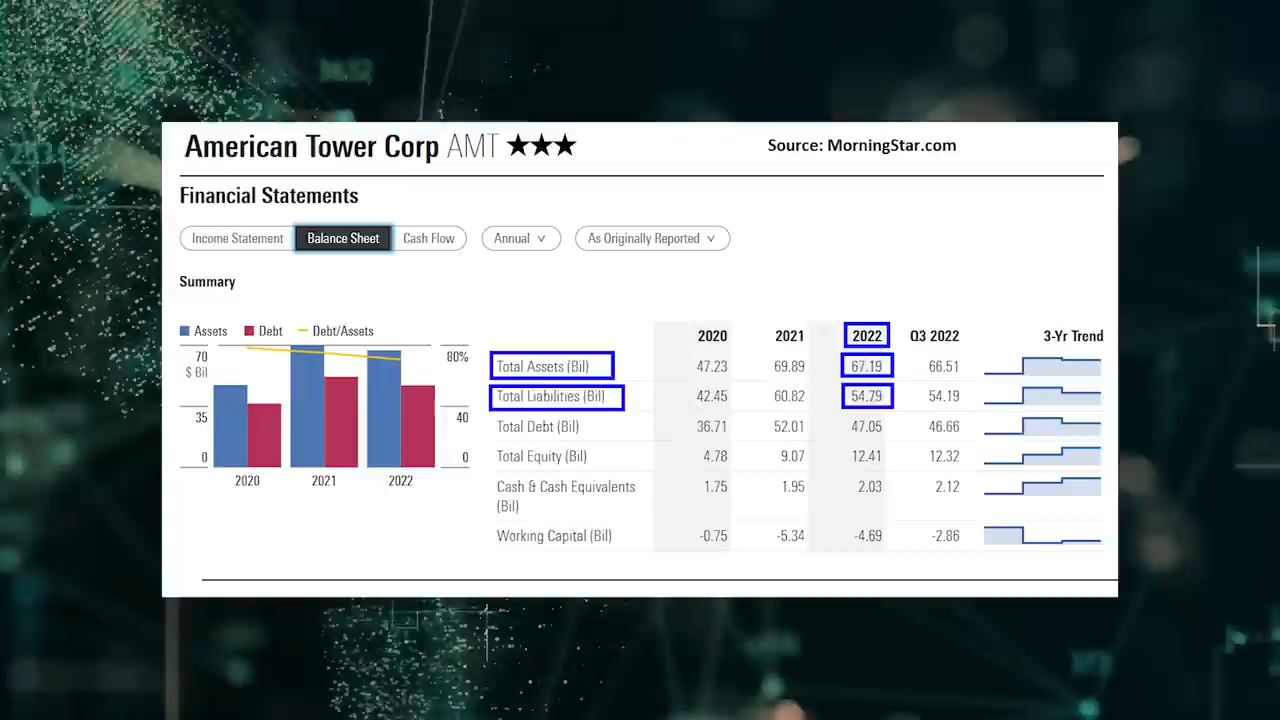 American Tower Corp AMT ★★★ Source: MorningStar.com
Financial Statements
Income Statement Balance Sheet Cash Flow Annual As Originally Reported
Summary
Assets Debt Debt/Assets
70 80%
$ Bil
35 40
0 0
2020 2021 2022
2020 2021 2022 Q3 2022 3-Yr Trend
Total Assets (Bil) 47.23 69.89 67.19 66.51
Total Liabilities (Bil) 42.45 60.82 54.79 54.19
Total Debt (Bil) 36.71 52.01 47.05 46.66
Total Equity (Bil) 4.78 9.07 12.41 12.32
Cash & Cash Equivalents 1.75 1.95 2.03 2.12
(Bil)
Working Capital (Bil) -0.75 -5.34 -4.69 -2.86